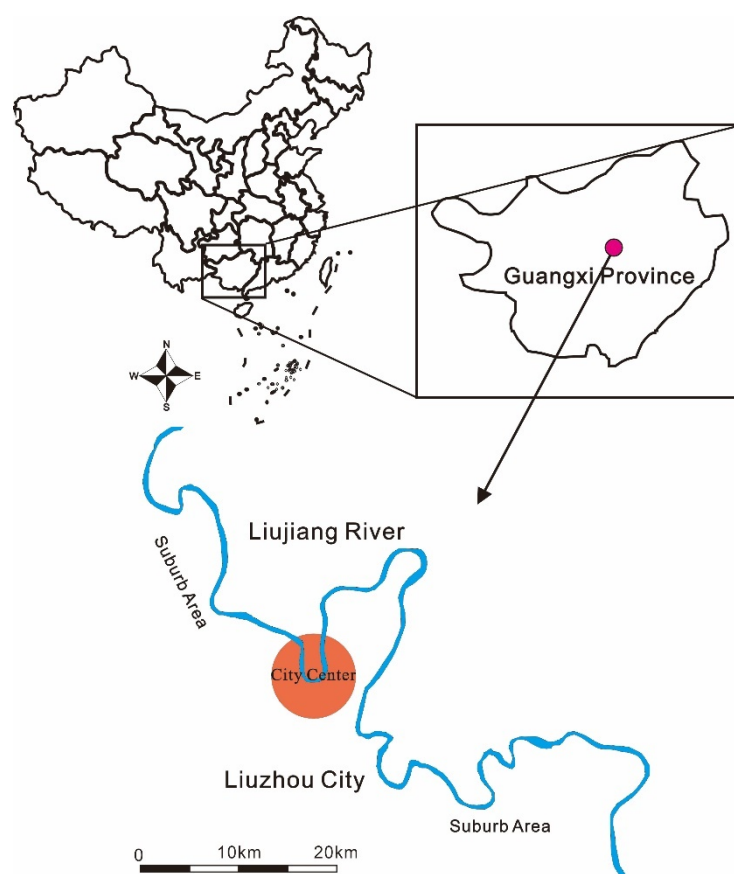 Guangxi Province
N
W E
S
Liujiang River
Suburb Area
City Center
Liuzhou City
Suburb Area
0 10km 20km